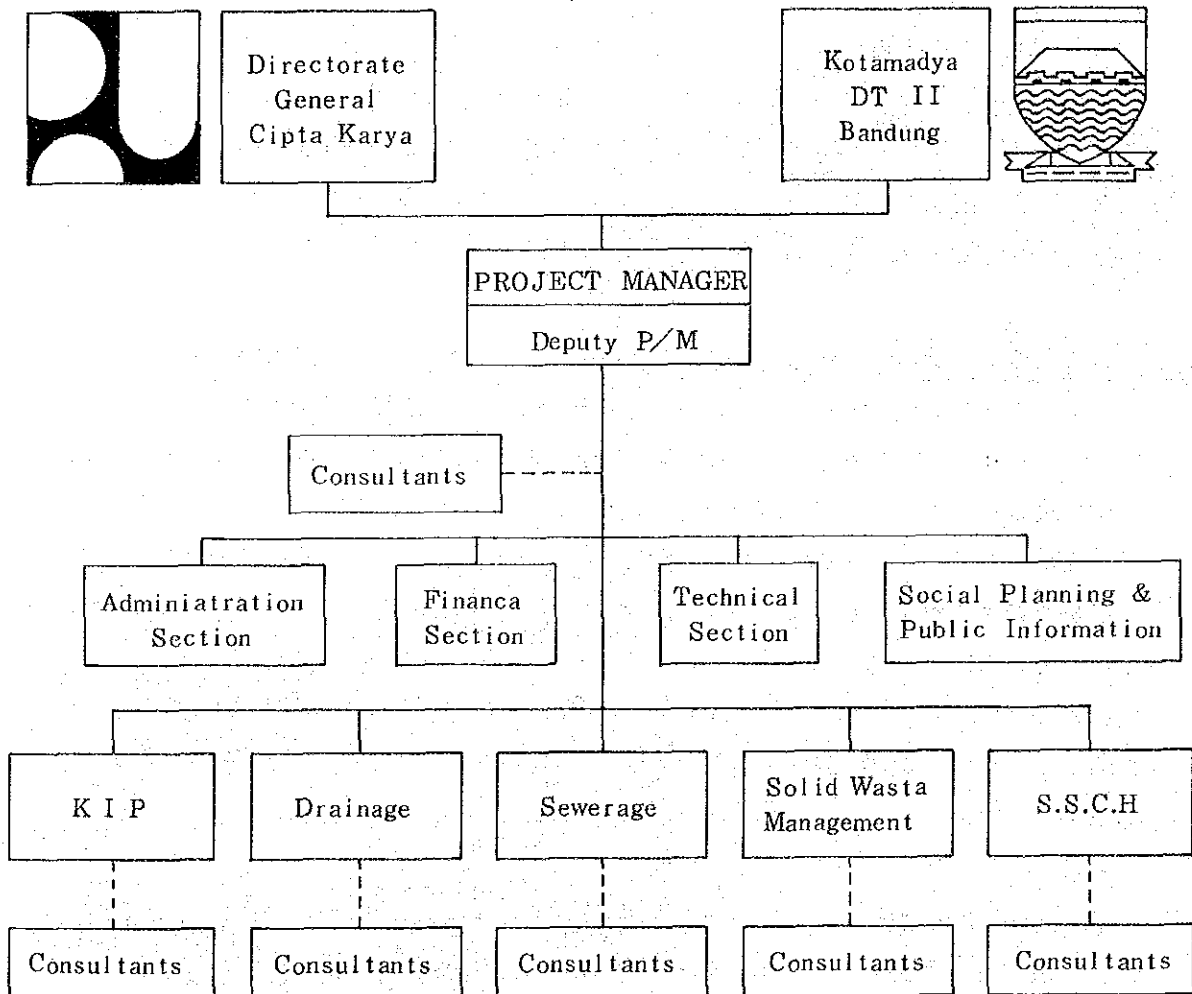 Directorate
General
Cipta Karya
Kotamadya
DT II
Bandung
PROJECT MANAGER
Deputy P/M
Consultants
Adminiatration
Section
Financa
Section
Technical
Section
Social Planning &
Public Information
K I P
Drainage
Sewerage
Solid Wasta
Management
S.S.C.H
Consultants
Consultants
Consultants
Consultants
Consultants